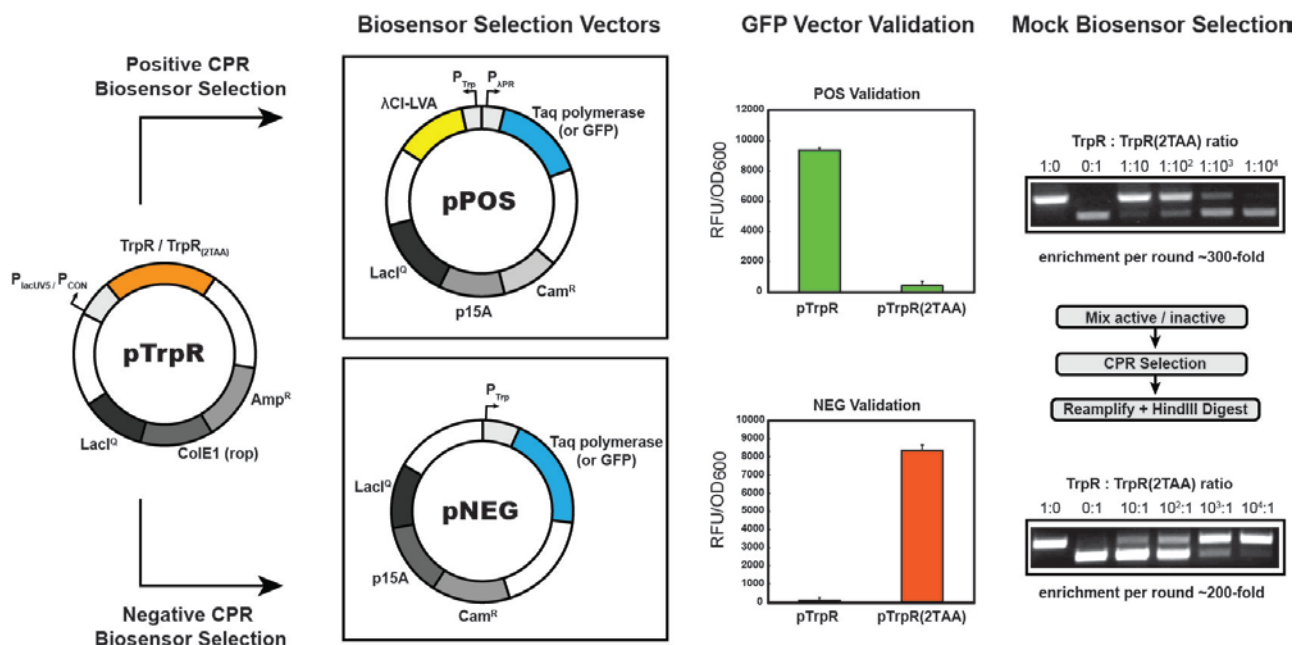 Biosensor Selection Vectors
GFP Vector Validation
Mock Biosensor Selection
Positive CPR
Biosensor Selection
TrpR / TrpR(2TAA)
PlacUV5 / PCON
pTrpR
AmpR
LacIQ
ColE1 (rop)
Negative CPR
Biosensor Selection
PTrp
PλPR
λCI-LVA
Taq polymerase
(or GFP)
pPOS
LacIQ
CamR
p15A
PTrp
Taq polymerase
(or GFP)
LacIQ
pNEG
p15A
CamR
POS Validation
RFU/OD600
12000
10000
8000
6000
4000
2000
0
pTrpR
pTrpR(2TAA)
NEG Validation
RFU/OD600
10000
9000
8000
7000
6000
5000
4000
3000
2000
1000
0
pTrpR
pTrpR(2TAA)
TrpR : TrpR(2TAA) ratio
1:0 0:1 1:10 1:10² 1:10³ 1:10⁴
enrichment per round ~300-fold
Mix active / inactive
CPR Selection
Reamplify + HindIII Digest
TrpR : TrpR(2TAA) ratio
1:0 0:1 10:1 10²:1 10³:1 10⁴:1
enrichment per round ~200-fold